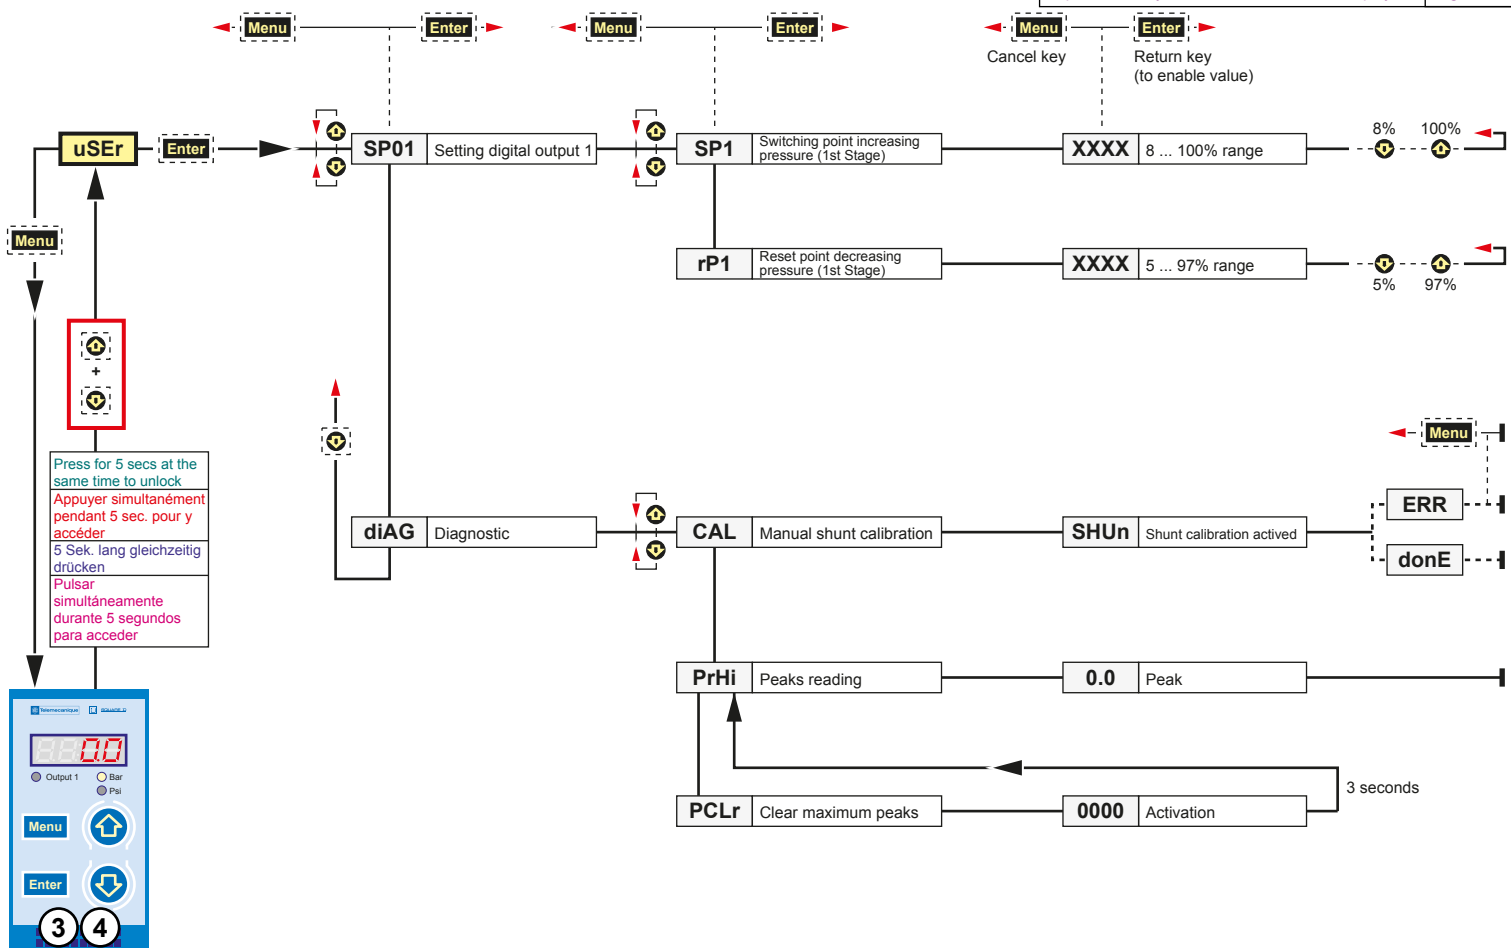 Menu
Enter
Menu
Enter
Menu
Enter
Cancel key
Return key
(to enable value)
uSEr
Enter
SP01
Setting digital output 1
SP1
Switching point increasing
pressure (1st Stage)
XXXX
8 ... 100% range
8%
100%
Menu
rP1
Reset point decreasing
pressure (1st Stage)
XXXX
5 ... 97% range
5%
97%
+
Press for 5 secs at the
same time to unlock
Appuyer simultanément
pendant 5 sec. pour y
accéder
5 Sek. lang gleichzeitig
drücken
Pulsar
simultáneamente
durante 5 segundos
para acceder
Menu
diAG
Diagnostic
CAL
Manual shunt calibration
SHUn
Shunt calibration actived
ERR
donE
PrHi
Peaks reading
0.0
Peak
PCLr
Clear maximum peaks
0000
Activation
3 seconds
Telemecanique
SQUARE D
0.0
Output 1
Bar
Psi
Menu
Enter
3
4